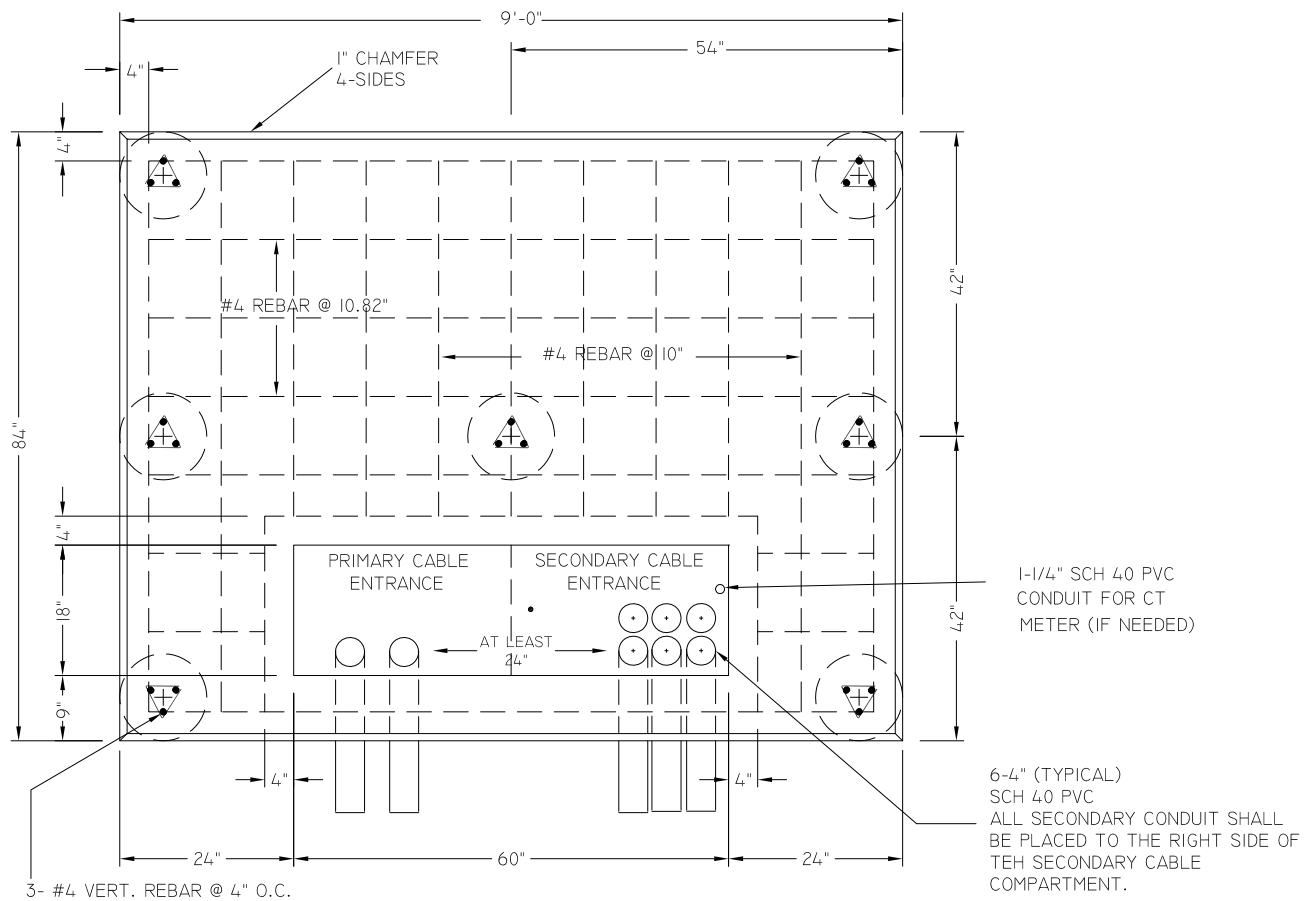 9'-0"
54"
1" CHAMFER
4-SIDES
4"
4"
#4 REBAR @ 10.82"
42"
#4 REBAR @ 10"
84"
4"
PRIMARY CABLE
ENTRANCE
SECONDARY CABLE
ENTRANCE
1-1/4" SCH 40 PVC
CONDUIT FOR CT
METER (IF NEEDED)
18"
42"
AT LEAST
24"
9"
4"
4"
6-4" (TYPICAL)
SCH 40 PVC
ALL SECONDARY CONDUIT SHALL
BE PLACED TO THE RIGHT SIDE OF
TEH SECONDARY CABLE
COMPARTMENT.
24"
60"
24"
3- #4 VERT. REBAR @ 4" O.C.